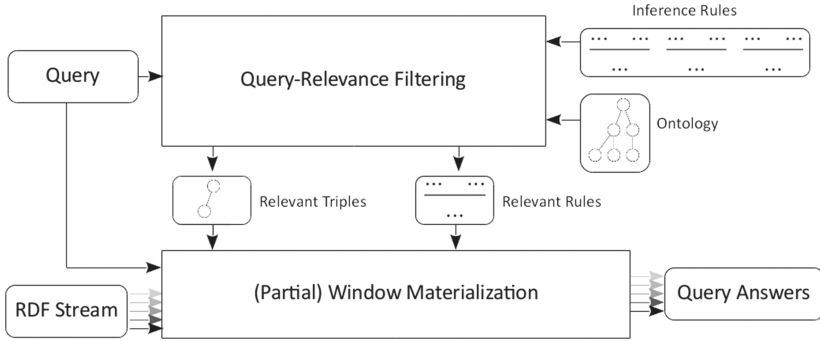 Inference Rules
... ... ... ... ... ...
... ... ...
Query
Query-Relevance Filtering
Ontology
Relevant Triples
... ...
...
Relevant Rules
(Partial) Window Materialization
RDF Stream
Query Answers